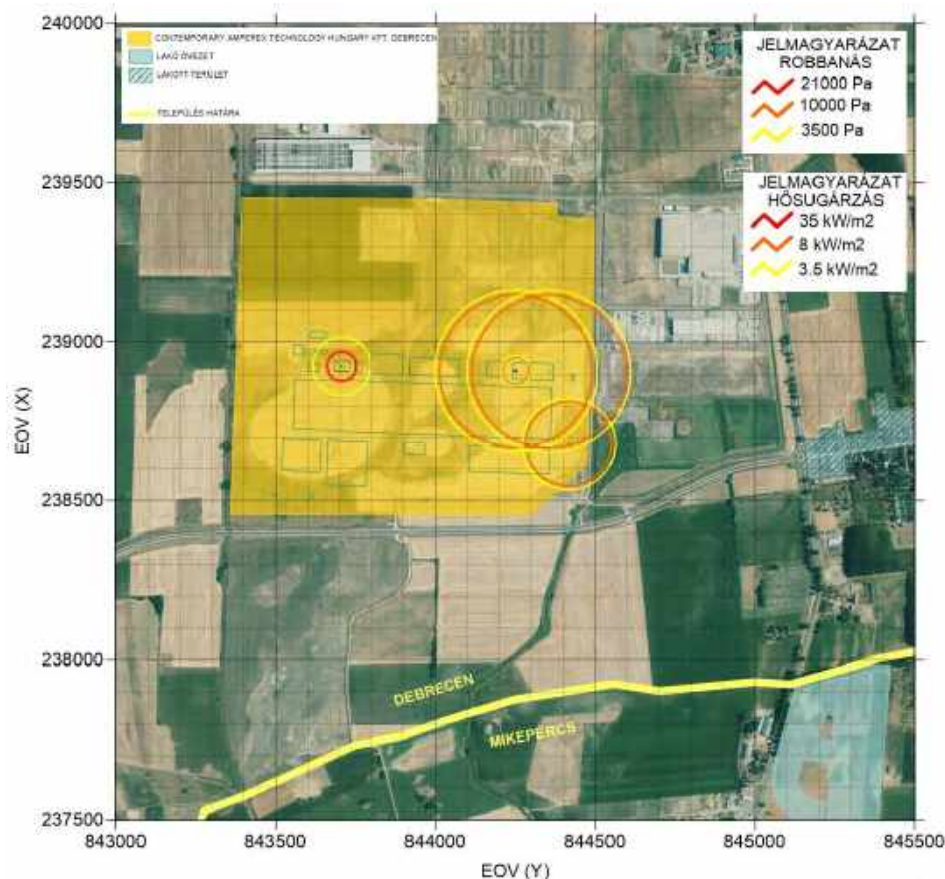 240000
239500
239000
238500
238000
237500
EOV (X)
CONTEMPORARY AMPEREX TECHNOLOGY HUNGARY KFT. DEBRECEN
LAKÓ ÖVEZET
LAKOTT TERÜLET
TELEPÜLÉS HATÁRA
JELMAGYARÁZAT
ROBBANÁS
21000 Pa
10000 Pa
3500 Pa
JELMAGYARÁZAT
HŐSUGÁRZÁS
35 kW/m2
8 kW/m2
3.5 kW/m2
DEBRECEN
MIKEPÉRCS
843000 843500 844000 844500 845000 845500
EOV (Y)